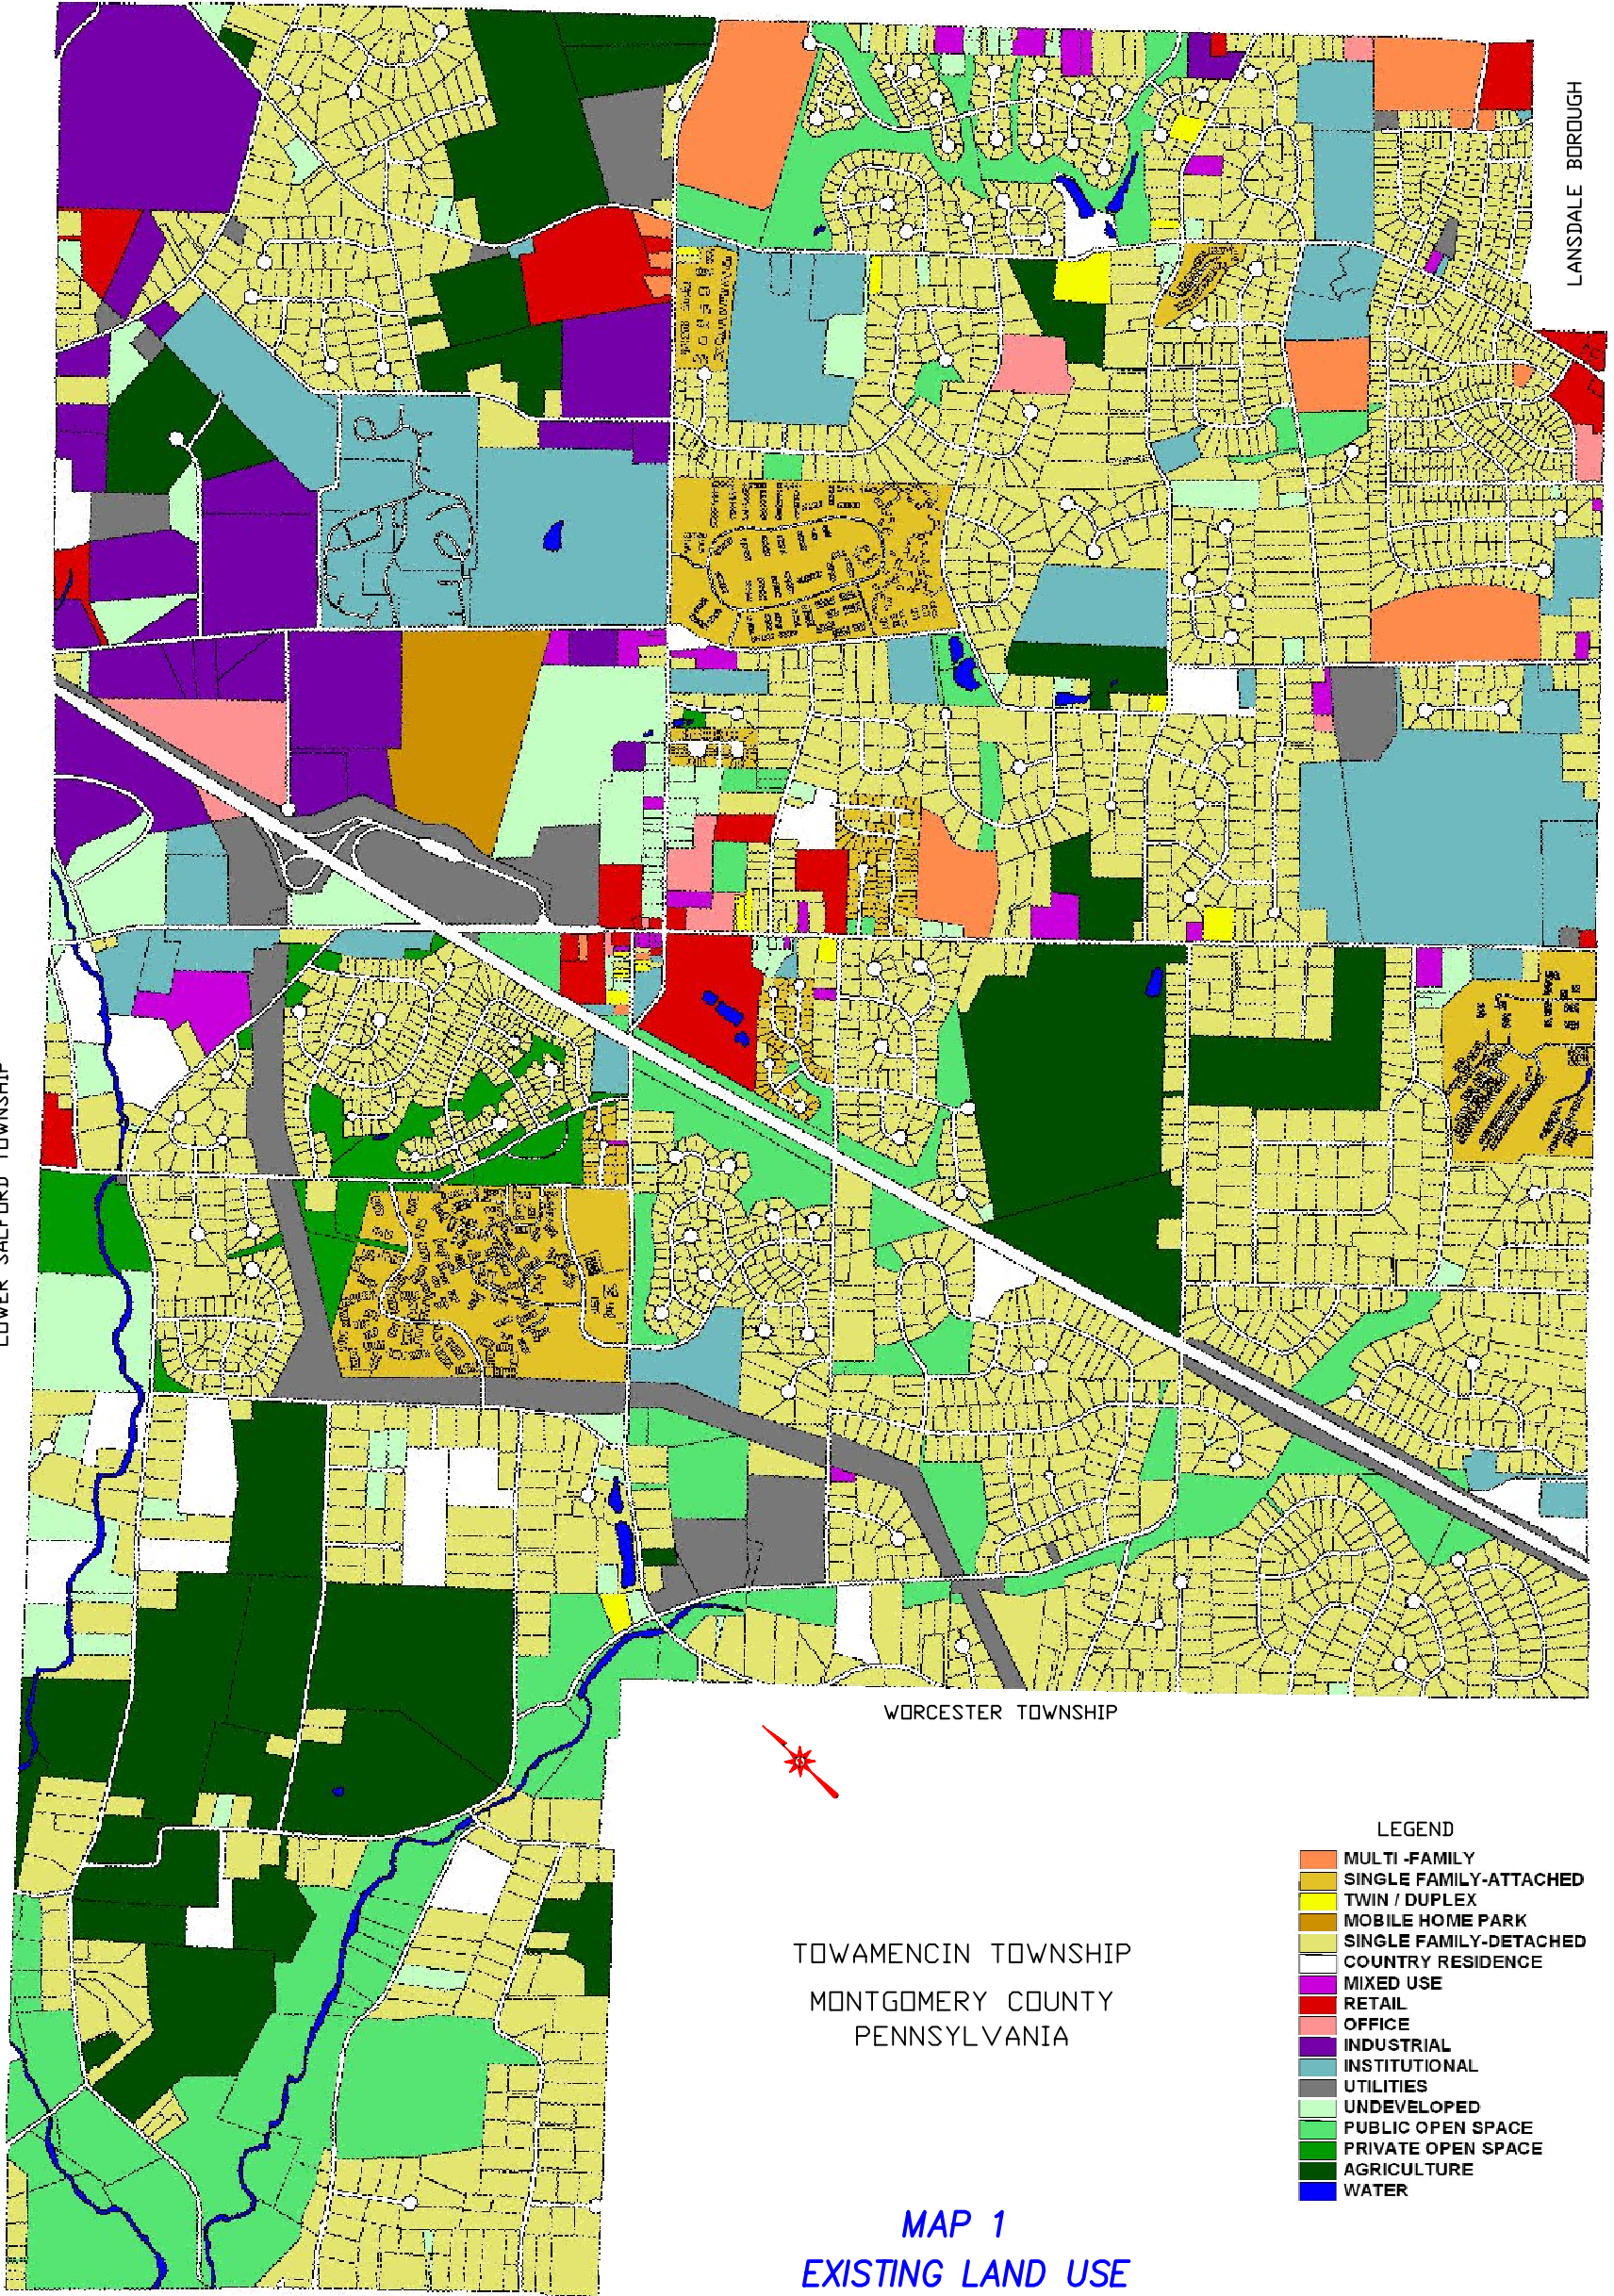 LANSDALE BOROUGH
LOWER SALFORD TOWNSHIP
WORCESTER TOWNSHIP
TOWAMENCIN TOWNSHIP
MONTGOMERY COUNTY
PENNSYLVANIA
LEGEND
MULTI -FAMILY
SINGLE FAMILY-ATTACHED
TWIN / DUPLEX
MOBILE HOME PARK
SINGLE FAMILY-DETACHED
COUNTRY RESIDENCE
MIXED USE
RETAIL
OFFICE
INDUSTRIAL
INSTITUTIONAL
UTILITIES
UNDEVELOPED
PUBLIC OPEN SPACE
PRIVATE OPEN SPACE
AGRICULTURE
WATER
MAP 1
EXISTING LAND USE